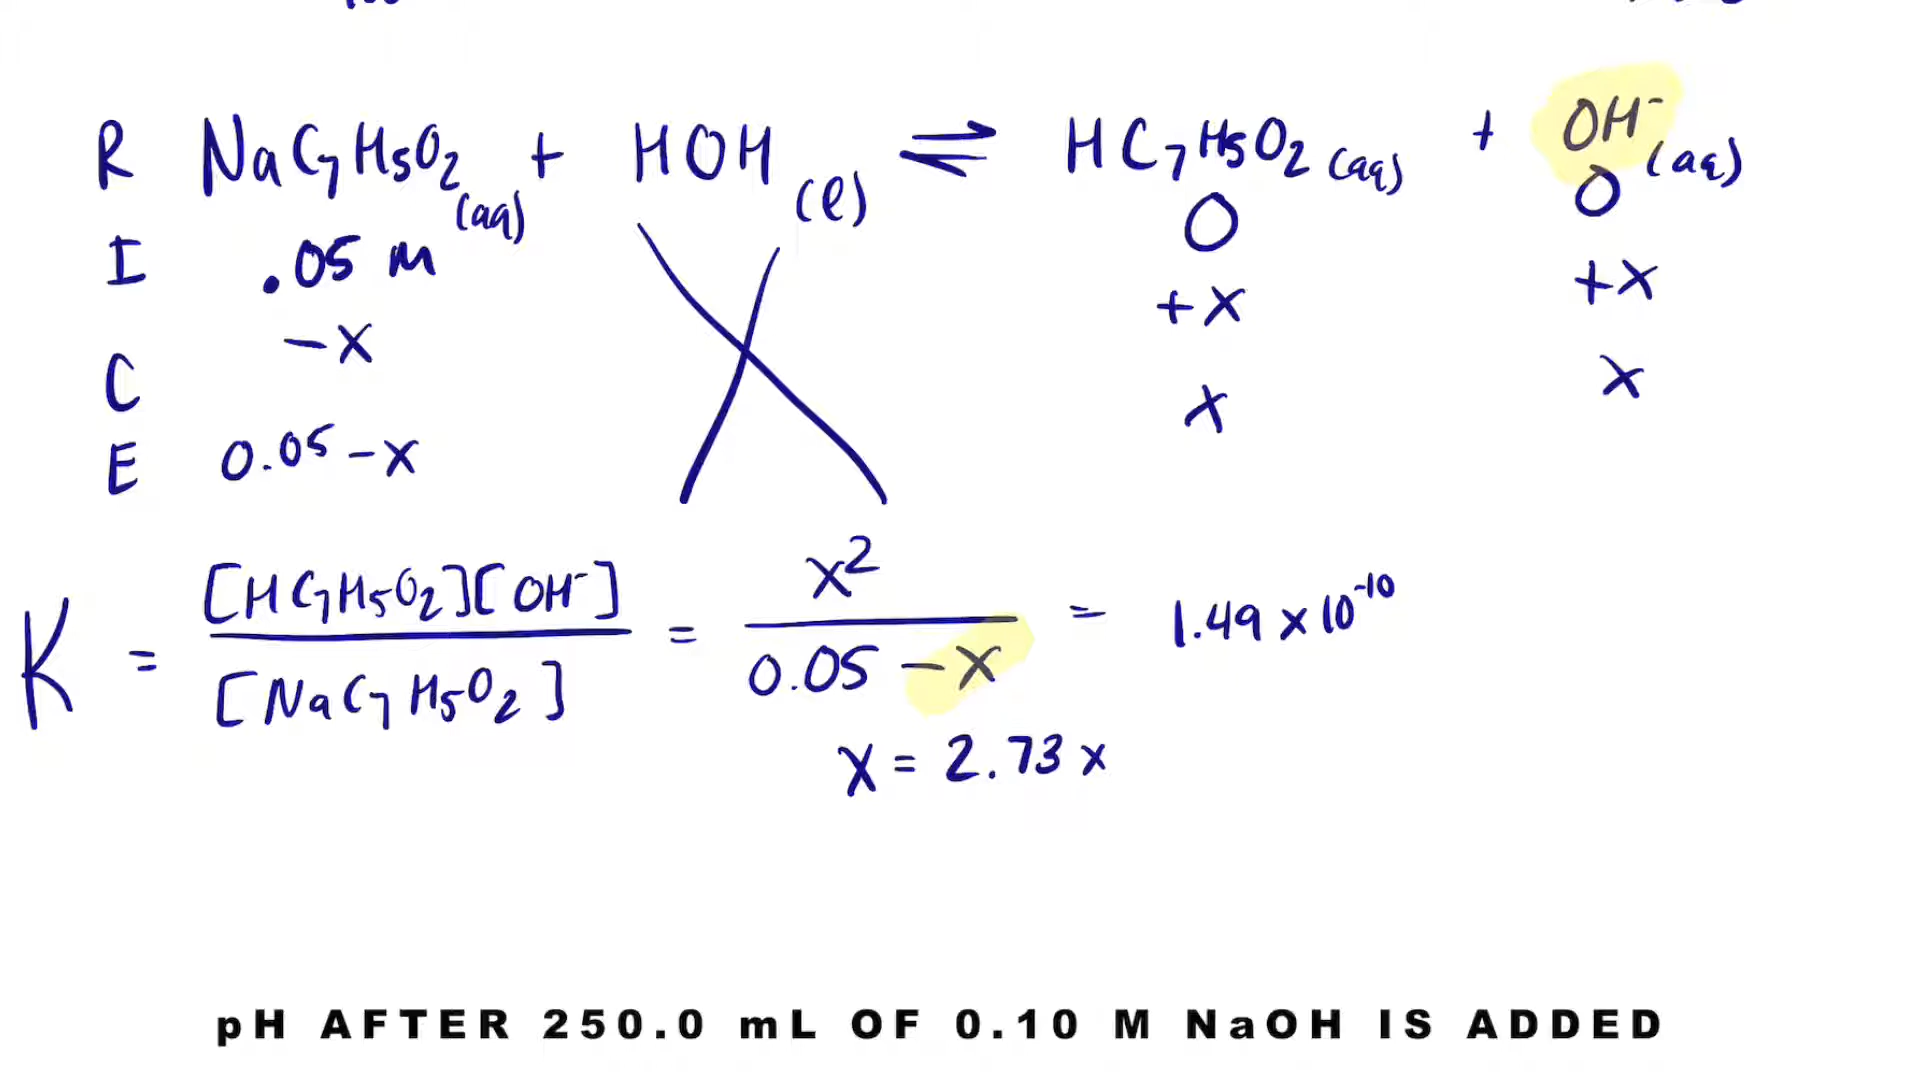 R NaC₇H₅O₂(aq) + HOH(l) ⇌ HC₇H₅O₂(aq) + OH⁻(aq)
I .05 M 0 0
C -x +x +x
E 0.05-x x x
K = [HC₇H₅O₂][OH⁻] / [NaC₇H₅O₂] = x² / 0.05 - x = 1.49 x 10⁻¹⁰
x = 2.73 x
pH AFTER 250.0 mL OF 0.10 M NaOH IS ADDED